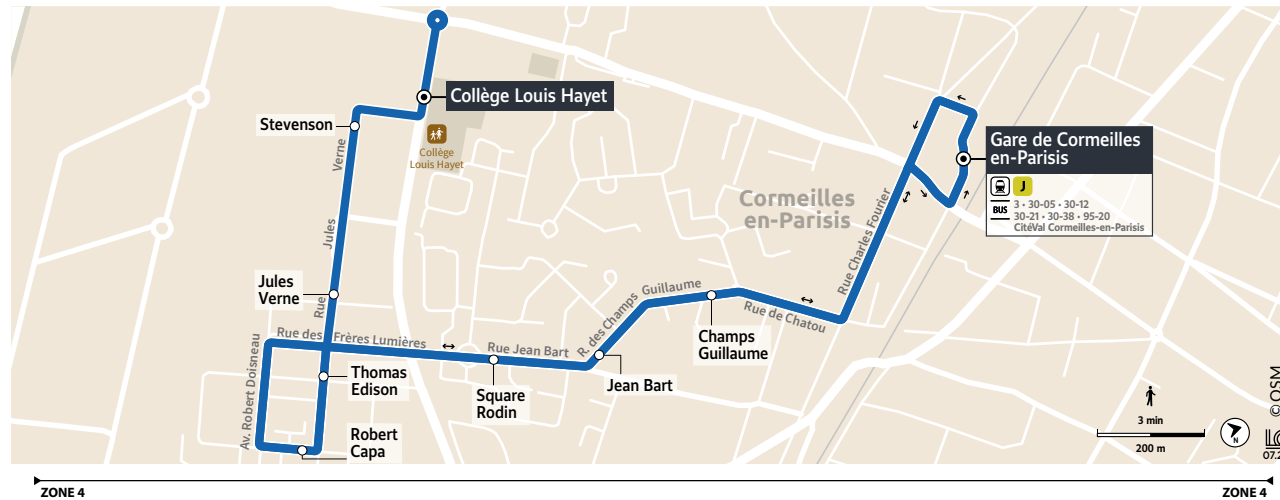 Collège Louis Hayet
Stevenson
Collège
Louis Hayet
Gare de Cormeilles
en-Parisis
J
BUS
3 • 30-05 • 30-12
30-21 • 30-38 • 95-20
CitéVal Cormeilles-en-Parisis
Cormeilles
en-Parisis
Rue Jules Verne
Rue Charles Fourier
Jules
Verne
R. des Champs Guillaume
Rue de Chatou
Champs
Guillaume
Rue des Frères Lumières
Rue Jean Bart
Av. Robert Doisneau
Thomas
Edison
Square
Rodin
Jean Bart
Robert
Capa
3 min
200 m
N
© OSM
ZONE 4
ZONE 4